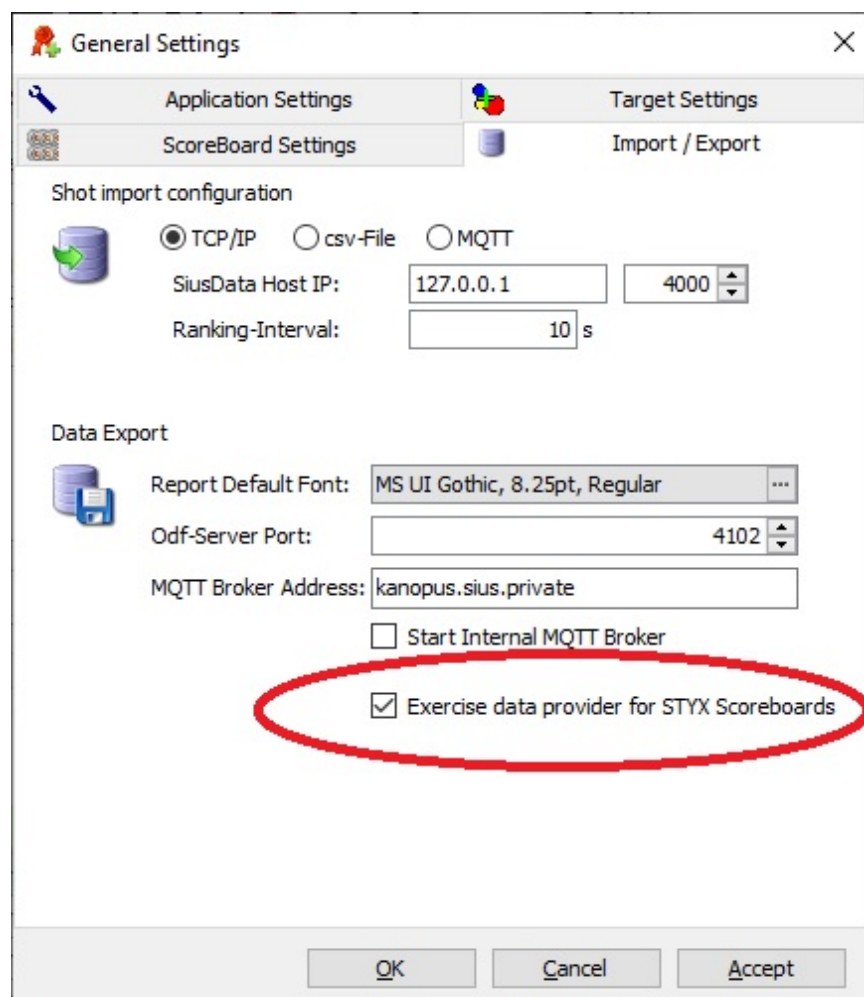 General Settings
Application Settings Target Settings
ScoreBoard Settings Import / Export
Shot import configuration
TCP/IP csv-File MQTT
SiusData Host IP: 127.0.0.1 4000
Ranking-Interval: 10 s
Data Export
Report Default Font: MS UI Gothic, 8.25pt, Regular ...
Odf-Server Port: 4102
MQTT Broker Address: kanopus.sius.private
Start Internal MQTT Broker
Exercise data provider for STYX Scoreboards
OK Cancel Accept